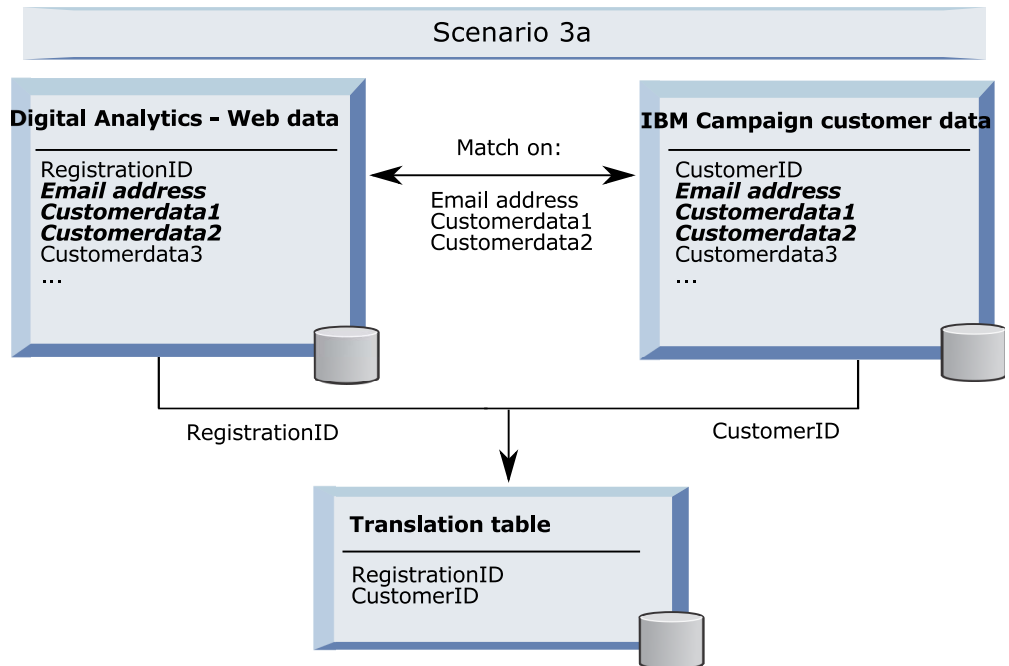 Scenario 3a
Digital Analytics - Web data
RegistrationID
Email address
Customerdata1
Customerdata2
Customerdata3
...
Match on:
Email address
Customerdata1
Customerdata2
IBM Campaign customer data
CustomerID
Email address
Customerdata1
Customerdata2
Customerdata3
...
RegistrationID
CustomerID
Translation table
RegistrationID
CustomerID